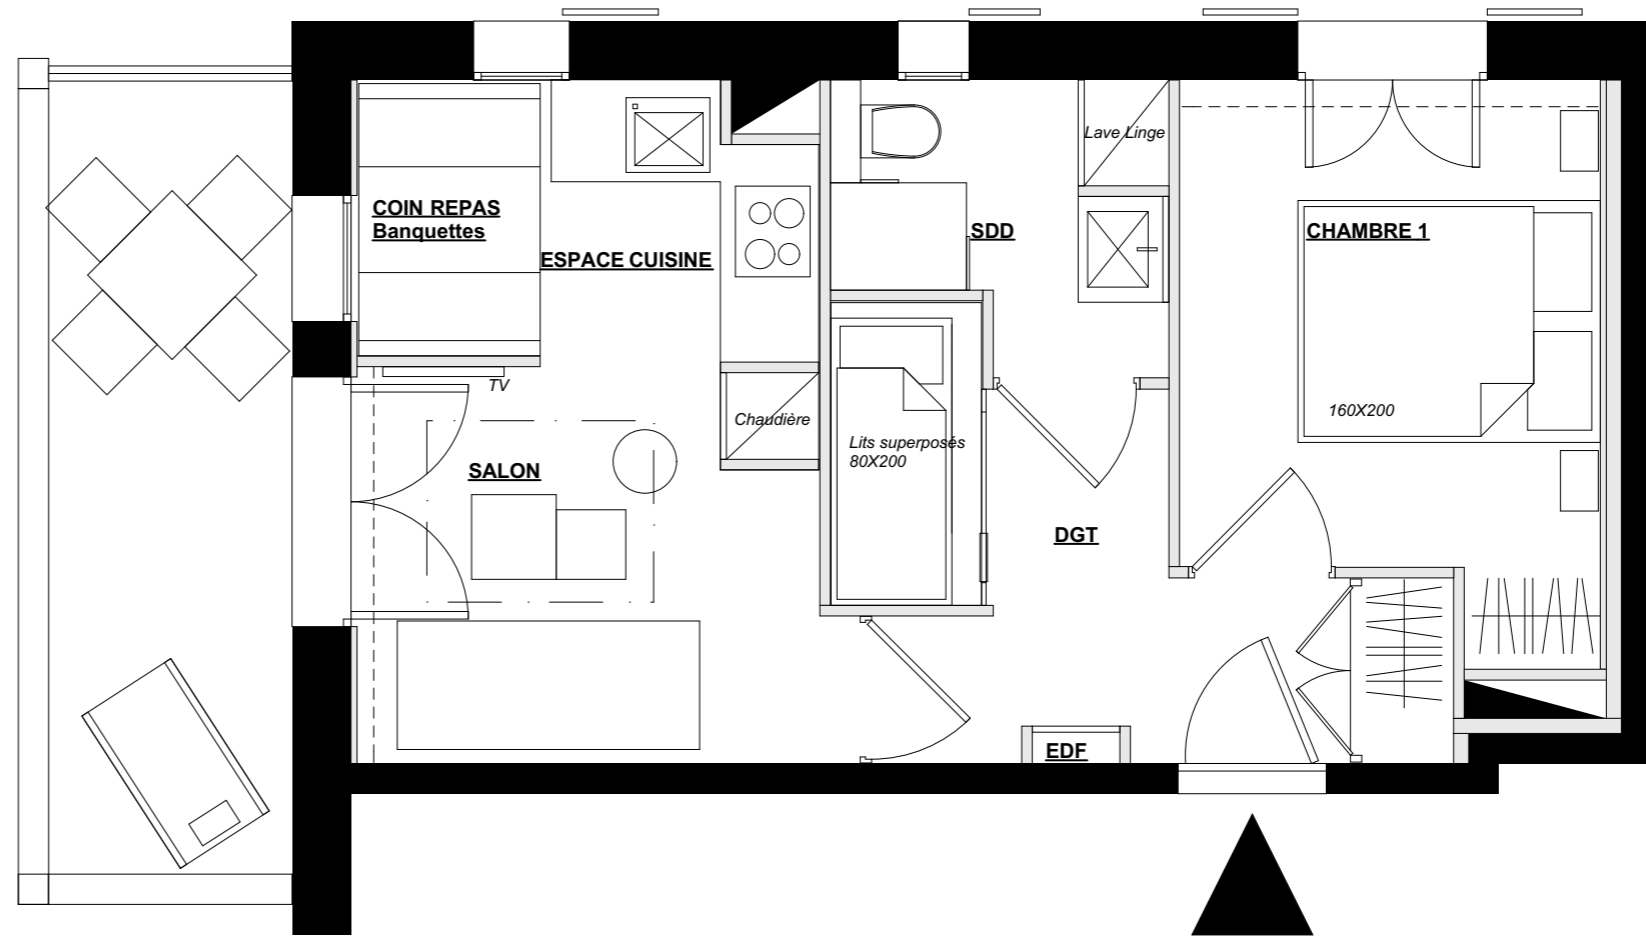 Lave Linge
COIN REPAS
Banquettes
ESPACE CUISINE
SDD
CHAMBRE 1
TV
Chaudière
160X200
Lits superposés
80X200
SALON
DGT
EDF